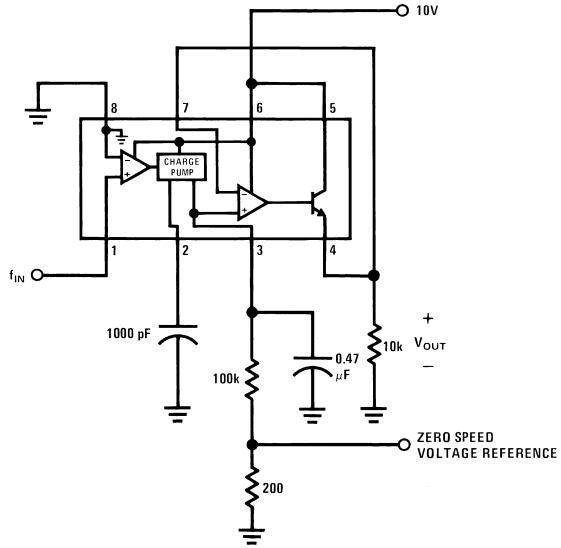 10V
8
7
6
5
CHARGE
PUMP
−
+
−
+
1
2
3
4
fIN
1000 pF
0.47
μF
100k
10k
+
VOUT
−
ZERO SPEED
VOLTAGE REFERENCE
200